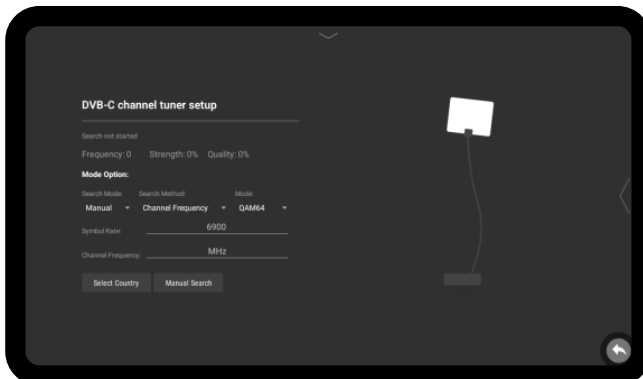 DVB-C channel tuner setup
Search not started
Frequency: 0 Strength: 0% Quality: 0%
Mode Option:
Search Mode: Search Method: Mode:
Manual Channel Frequency QAM64
Symbol Rate: 6900
Channel Frequency: MHz
Select Country Manual Search